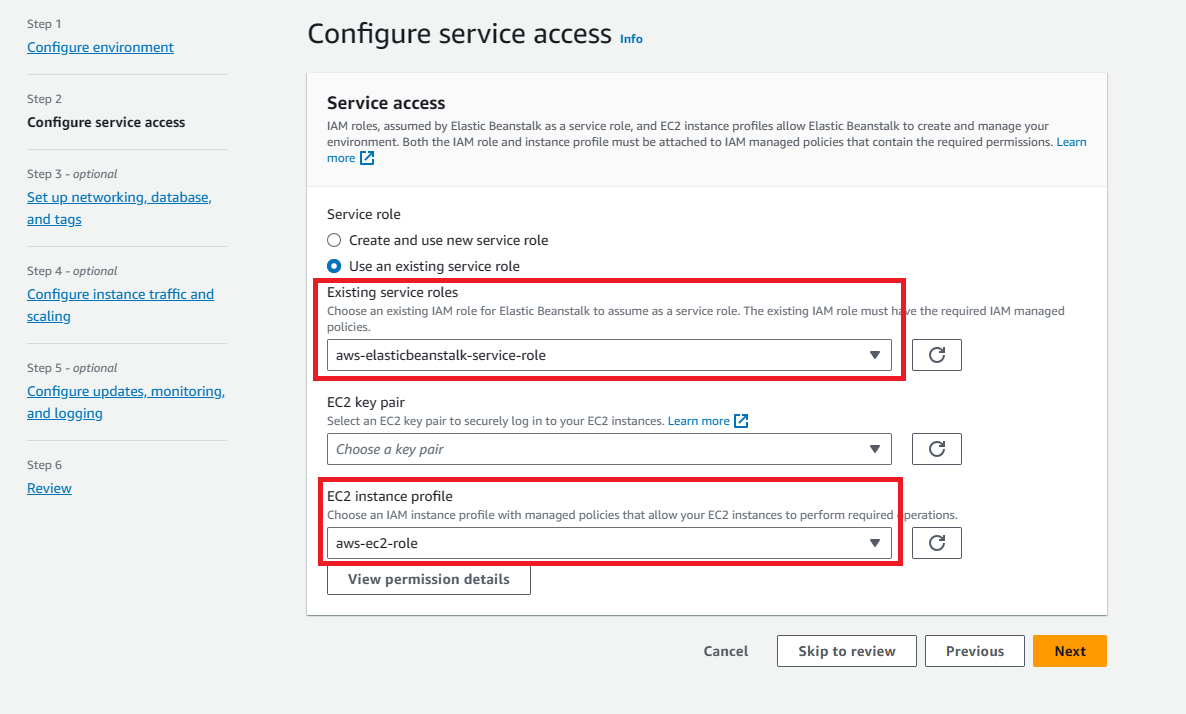 Step 1
Configure environment
Step 2
Configure service access
Step 3 - optional
Set up networking, database,
and tags
Step 4 - optional
Configure instance traffic and
scaling
Step 5 - optional
Configure updates, monitoring,
and logging
Step 6
Review
Configure service access Info
Service access
IAM roles, assumed by Elastic Beanstalk as a service role, and EC2 instance profiles allow Elastic Beanstalk to create and manage your
environment. Both the IAM role and instance profile must be attached to IAM managed policies that contain the required permissions. Learn
more
Service role
Create and use new service role
Use an existing service role
Existing service roles
Choose an existing IAM role for Elastic Beanstalk to assume as a service role. The existing IAM role must have the required IAM managed
policies.
aws-elasticbeanstalk-service-role
EC2 key pair
Select an EC2 key pair to securely log in to your EC2 instances. Learn more
Choose a key pair
EC2 instance profile
Choose an IAM instance profile with managed policies that allow your EC2 instances to perform required operations.
aws-ec2-role
View permission details
Cancel
Skip to review
Previous
Next